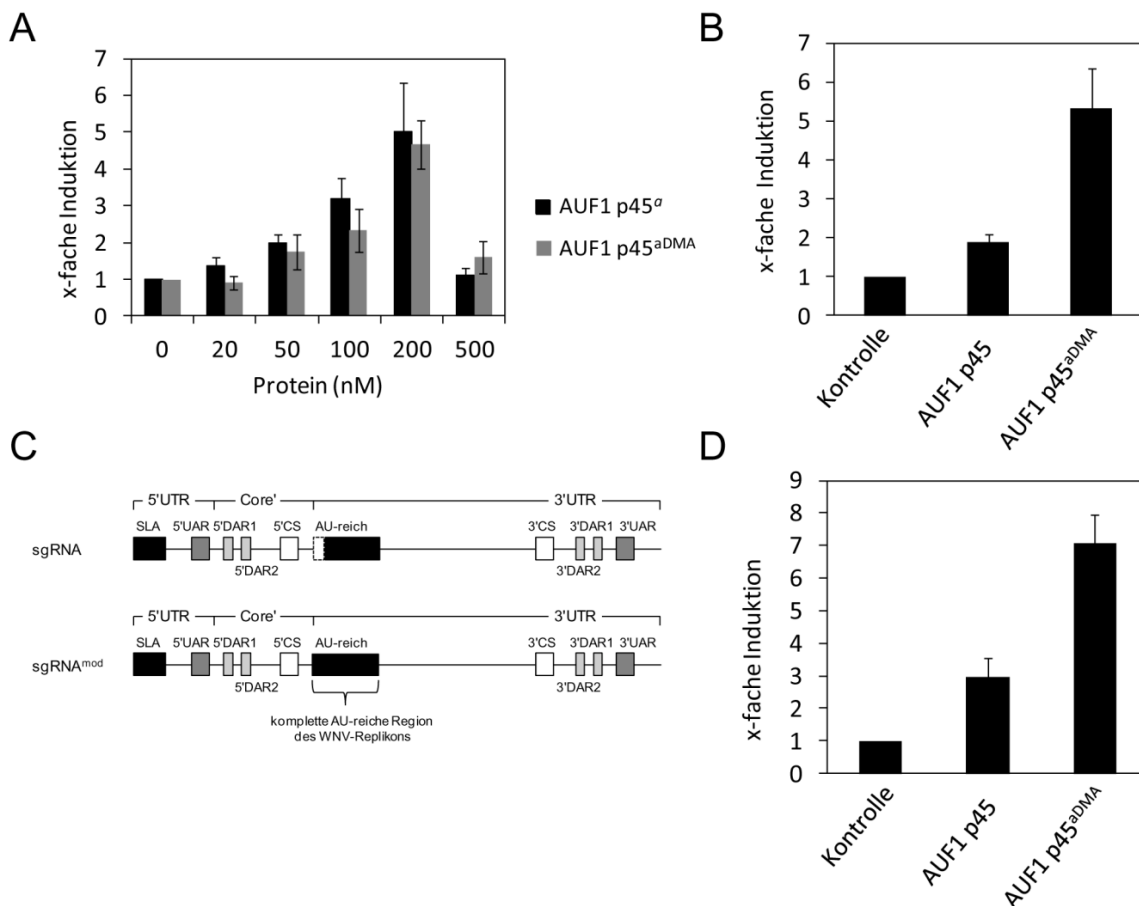 A
7
6
5
4
3
2
1
0
x-fache Induktion
0 20 50 100 200 500
Protein (nM)
AUF1 p45ᵅ
AUF1 p45ᵃᴰᴹᴬ
B
7
6
5
4
3
2
1
0
x-fache Induktion
Kontrolle
AUF1 p45
AUF1 p45ᵃᴰᴹᴬ
C
5'UTR Core' 3'UTR
SLA 5'UAR 5'DAR1 5'CS AU-reich 3'CS 3'DAR1 3'UAR
sgRNA
5'DAR2 3'DAR2
5'UTR Core' 3'UTR
SLA 5'UAR 5'DAR1 5'CS AU-reich 3'CS 3'DAR1 3'UAR
sgRNAᵐᵒᵈ
5'DAR2 3'DAR2
komplette AU-reiche Region
des WNV-Replikons
D
9
8
7
6
5
4
3
2
1
0
x-fache Induktion
Kontrolle
AUF1 p45
AUF1 p45ᵃᴰᴹᴬ